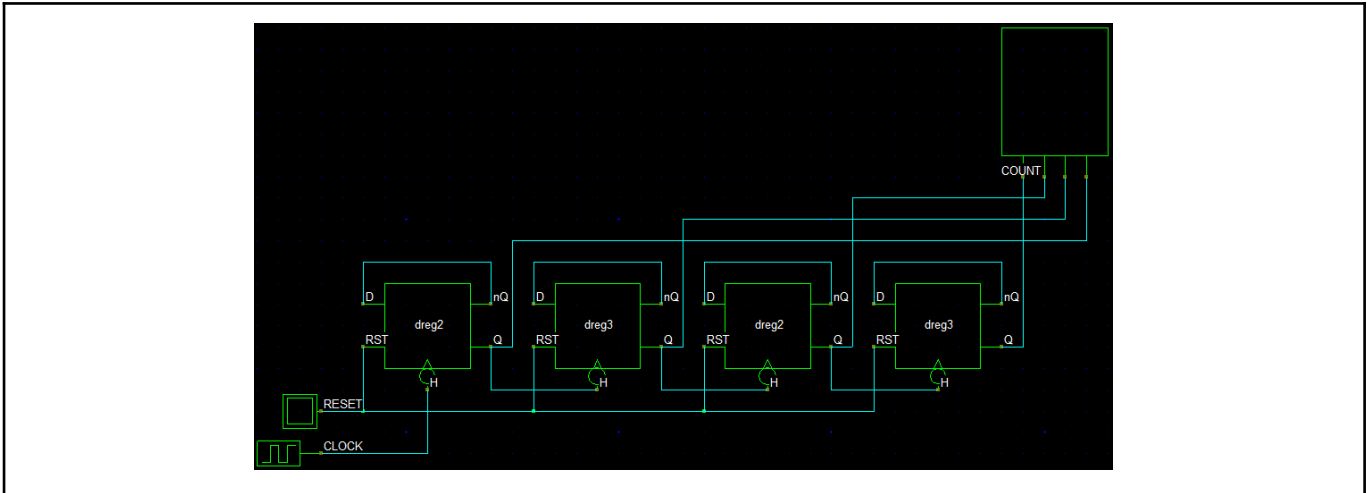 COUNT
D
nQ
D
nQ
D
nQ
D
nQ
dreg2
dreg3
dreg2
dreg3
RST
Q
RST
Q
RST
Q
RST
Q
H
H
H
H
RESET
CLOCK